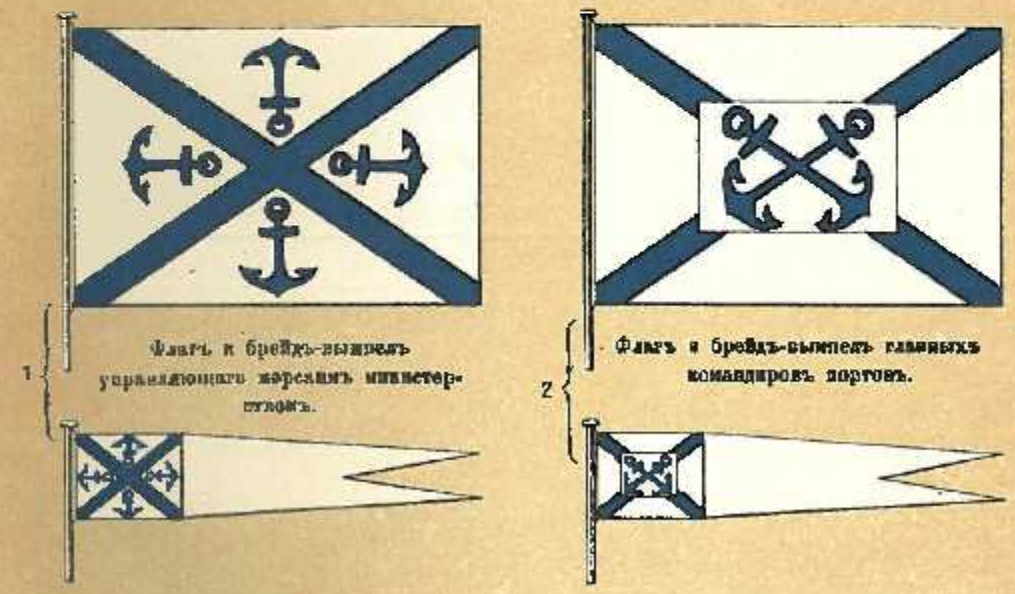 1
Флагъ и брейдъ-вымпелъ
управляющаго морскимъ министер-
ствомъ.
2
Флагъ и брейдъ-вымпелъ главныхъ
командировъ портовъ.